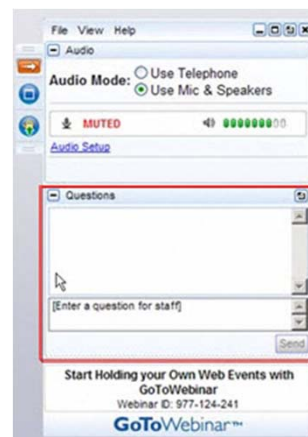 File View Help
Audio
Audio Mode: Use Telephone
Use Mic & Speakers
MUTED
Audio Setup
Questions
[Enter a question for staff]
Send
Start Holding your Own Web Events with
GoToWebinar
Webinar ID: 977-124-241
GoToWebinar™